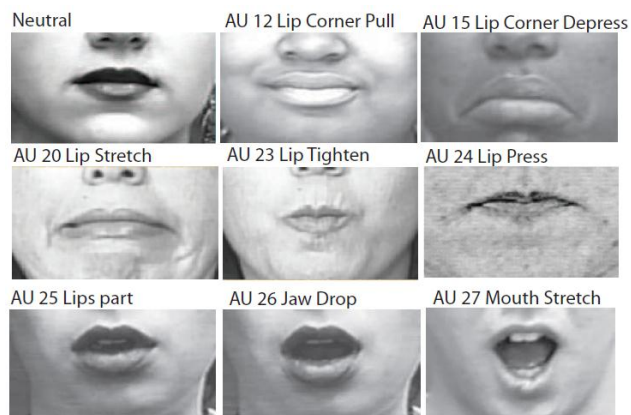 Neutral
AU 12 Lip Corner Pull
AU 15 Lip Corner Depress
AU 20 Lip Stretch
AU 23 Lip Tighten
AU 24 Lip Press
AU 25 Lips part
AU 26 Jaw Drop
AU 27 Mouth Stretch